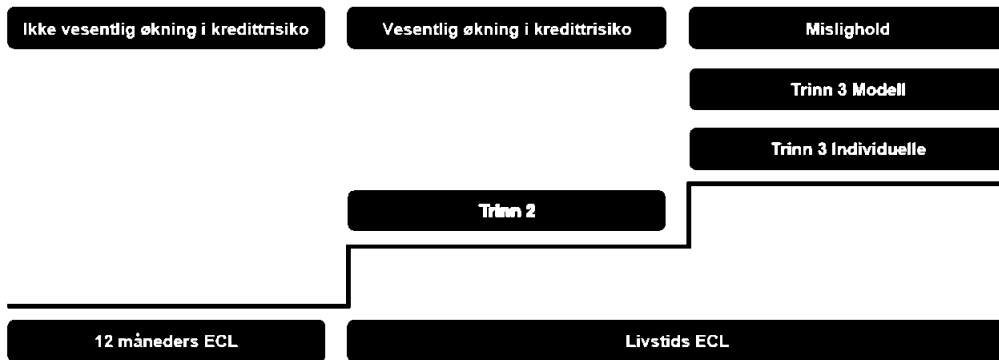 Ikke vesentlig økning i kredittrisiko
Vesentlig økning i kredittrisiko
Mislighold
Trinn 3 Modell
Trinn 3 Individuelle
Trinn 2
12 måneders ECL
Livstids ECL